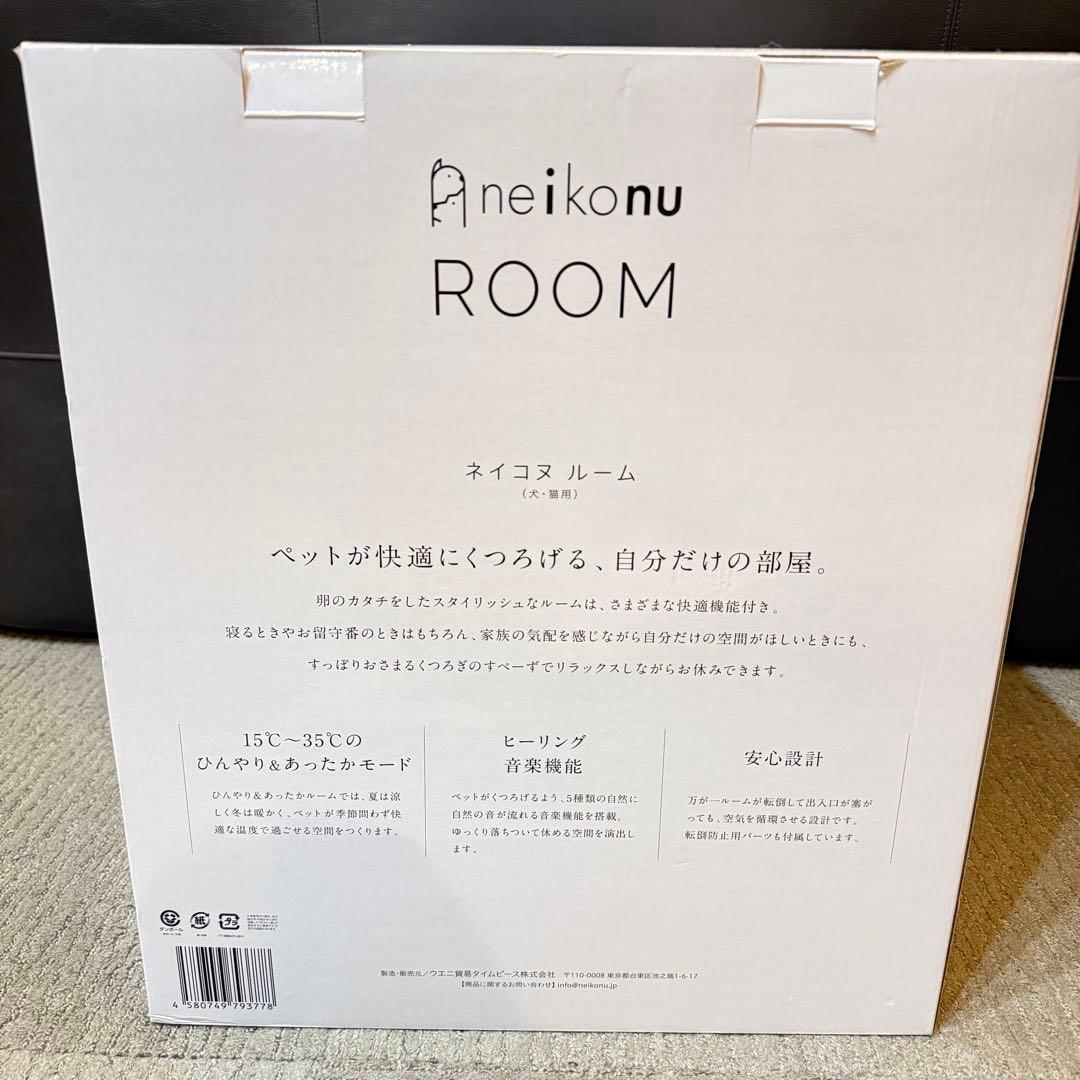 neikonu
ROOM
ネイコヌ ルーム
（犬・猫用）
ペットが快適にくつろげる、自分だけの部屋。
卵のカタチをしたスタイリッシュなルームは、さまざまな快適機能付き。
寝るときやお留守番のときはもちろん、家族の気配を感じながら自分だけの空間がほしいときにも、
すっぽりおさまるくつろぎのすぺーずでリラックスしながらお休みできます。
15℃〜35℃の
ひんやり&あったかモード
ひんやり&あったかルームでは、夏は涼
しく冬は暖かく、ペットが季節問わず快
適な温度で過ごせる空間をつくります。
ヒーリング
音楽機能
ペットがくつろげるよう、5種類の自然に
自然の音が流れる音楽機能を搭載。
ゆっくり落ちついて休める空間を演出し
ます。
安心設計
万が一ルームが転倒して出入口が塞が
っても、空気を循環させる設計です。
転倒防止用パーツも付属しています。
ダンボール
紙
プラ
4 580749 793778
製造・販売元／ウエニ貿易タイムピース株式会社 〒110-0008 東京都台東区池之端1-6-17
【商品に関するお問い合わせ】info@neikonu.jp